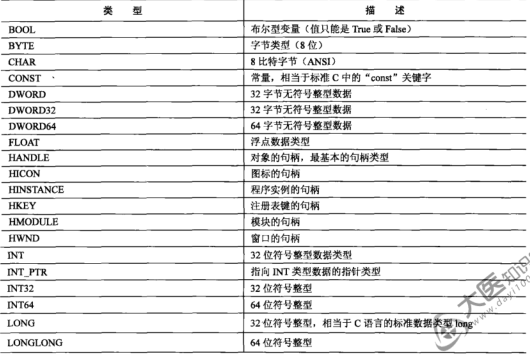 类 型 描 述
BOOL 布尔型变量（值只能是 True 或 False）
BYTE 字节类型（8 位）
CHAR 8 比特字节（ANSI）
CONST 常量，相当于标准 C 中的“const”关键字
DWORD 32 字节无符号整型数据
DWORD32 32 字节无符号整型数据
DWORD64 64 字节无符号整型数据
FLOAT 浮点数据类型
HANDLE 对象的句柄，最基本的句柄类型
HICON 图标的句柄
HINSTANCE 程序实例的句柄
HKEY 注册表键的句柄
HMODULE 模块的句柄
HWND 窗口的句柄
INT 32 位符号整型数据类型
INT_PTR 指向 INT 类型数据的指针类型
INT32 32 位符号整型
INT64 64 位符号整型
LONG 32 位符号整型，相当于 C 语言的标准数据类型 long
LONGLONG 64 位符号整型
大医知识